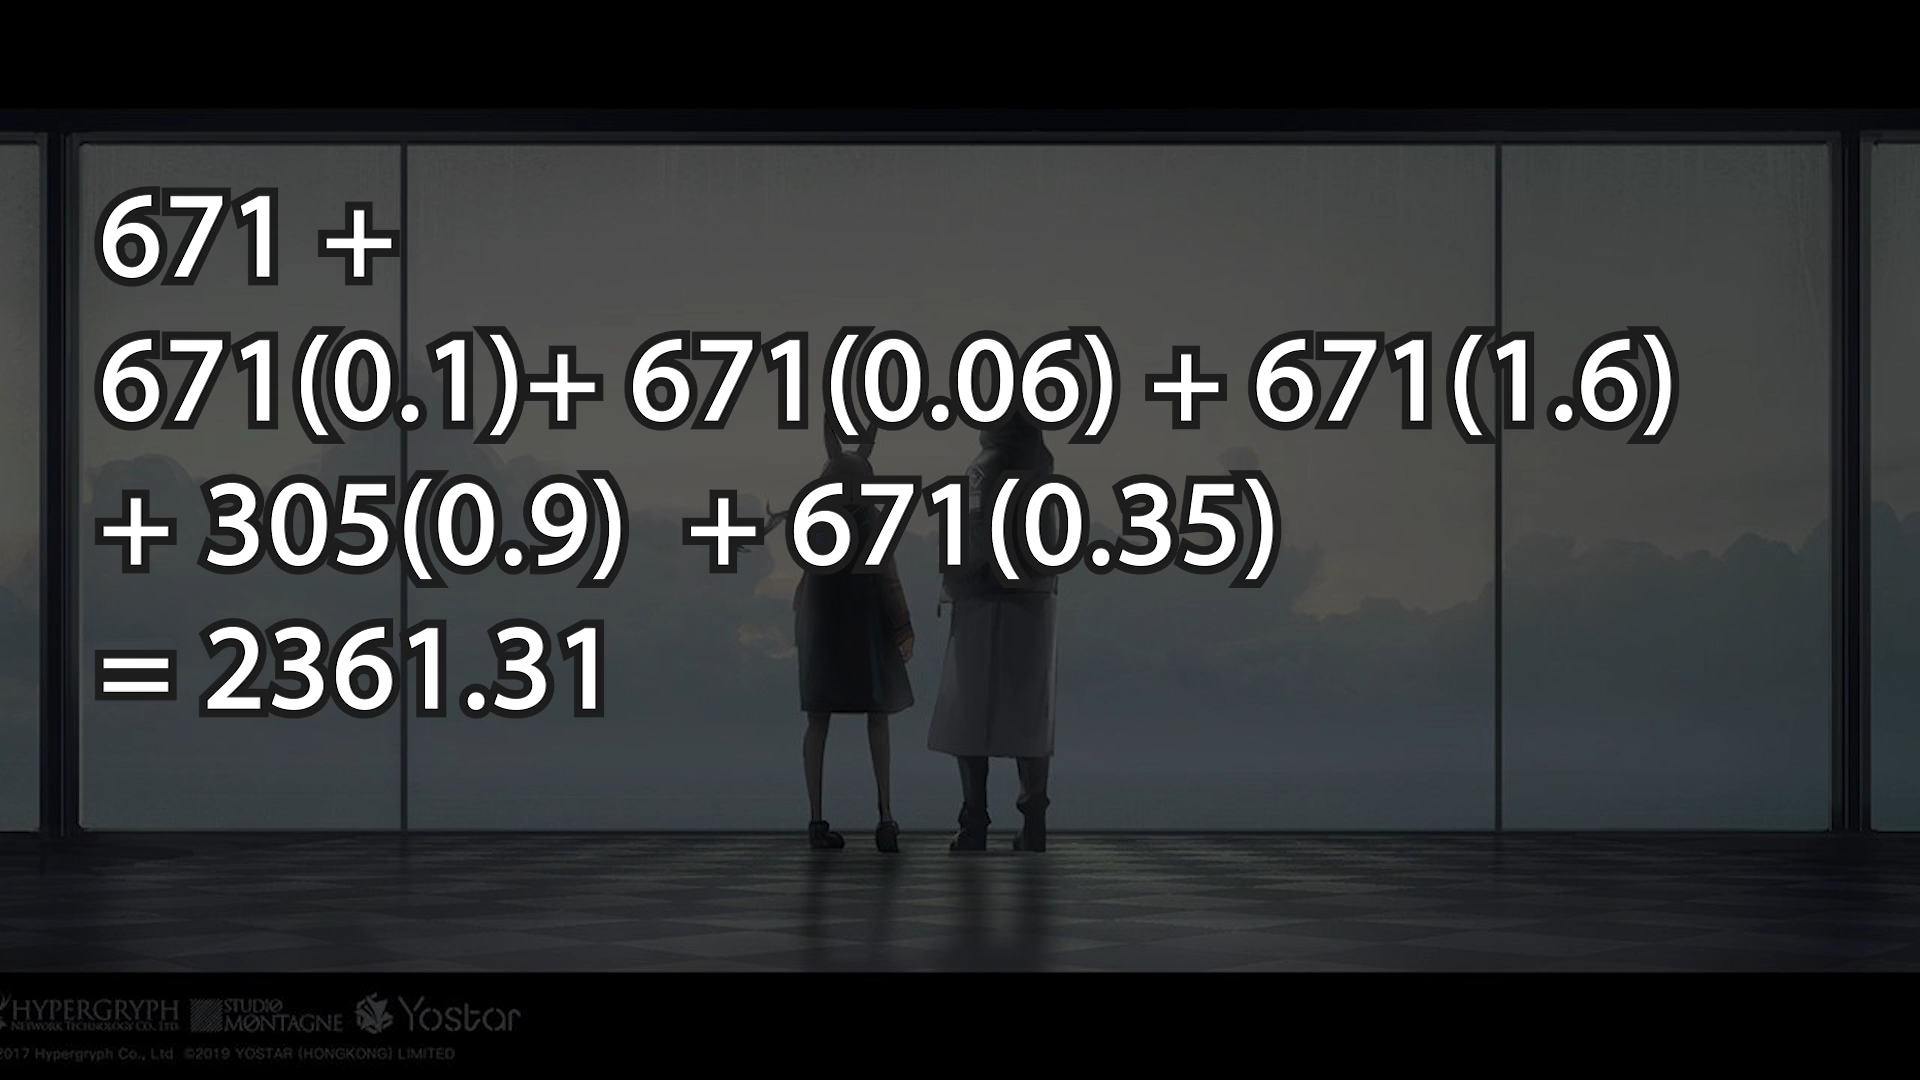 671 +
671(0.1)+ 671(0.06) + 671(1.6)
+ 305(0.9) + 671(0.35)
= 2361.31
HYPERGRYPH
NETWORK TECHNOLOGY CO., LTD.
STUDIO
MONTAGNE
Yostar
2017 Hypergryph Co., Ltd ©2019 YOSTAR (HONGKONG) LIMITED